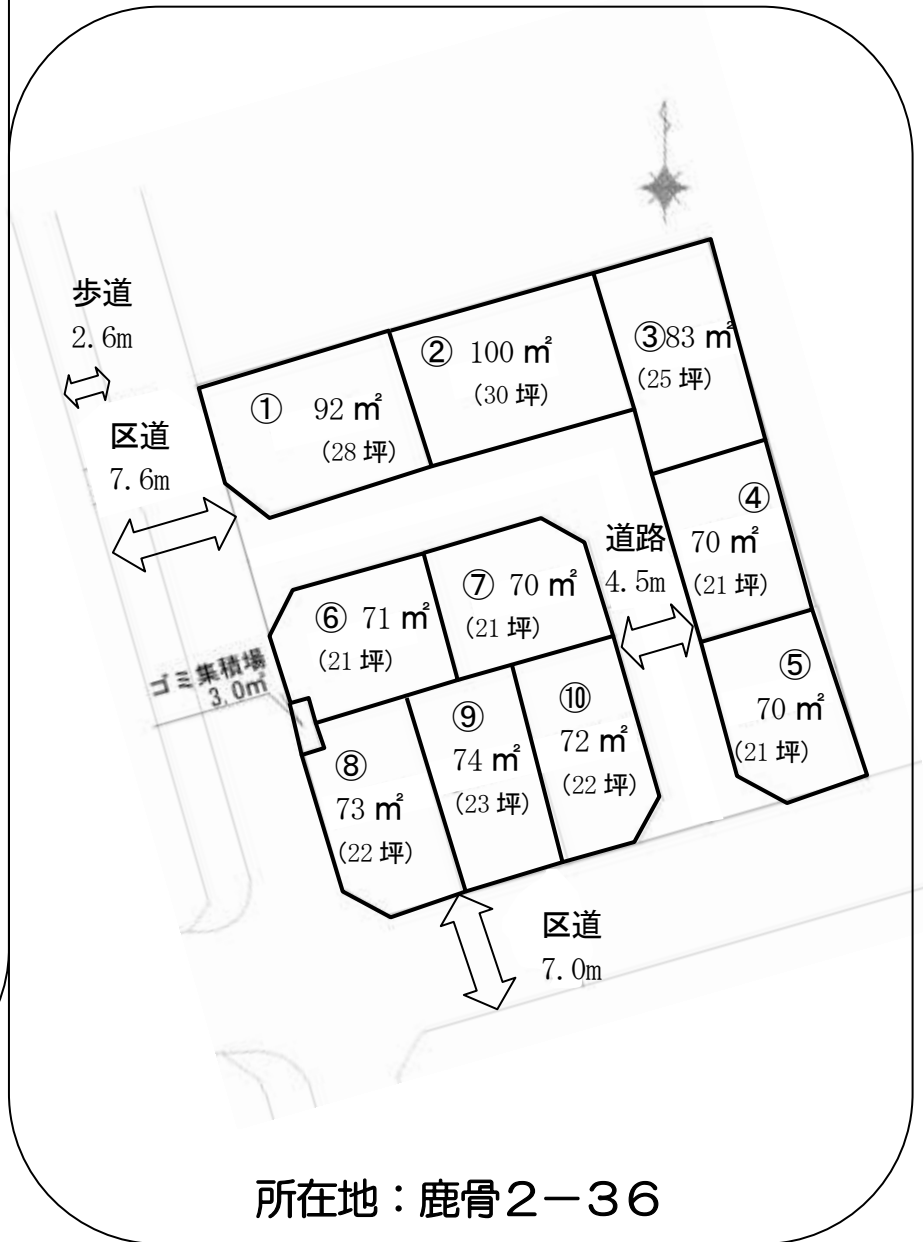 歩道
2.6m
区道
7.6m
① 92 ㎡
(28 坪)
② 100 ㎡
(30 坪)
③83 ㎡
(25 坪)
④
70 ㎡
(21 坪)
⑤
70 ㎡
(21 坪)
道路
4.5m
⑥ 71 ㎡
(21 坪)
⑦ 70 ㎡
(21 坪)
ゴミ集積場
3.0㎡
⑧
73 ㎡
(22 坪)
⑨
74 ㎡
(23 坪)
⑩
72 ㎡
(22 坪)
区道
7.0m
所在地：鹿骨２－３６